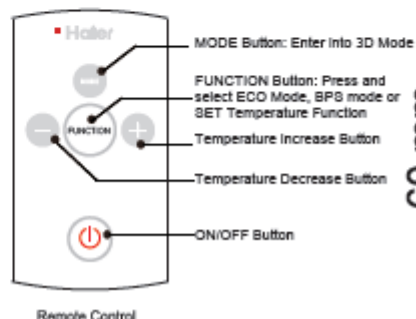 Haier
MODE Button: Enter Into 3D Mode
FUNCTION Button: Press and
select ECO Mode, BPS mode or
SET Temperature Function
FUNCTION
Temperature Increase Button
Temperature Decrease Button
ON/OFF Button
Remote Control